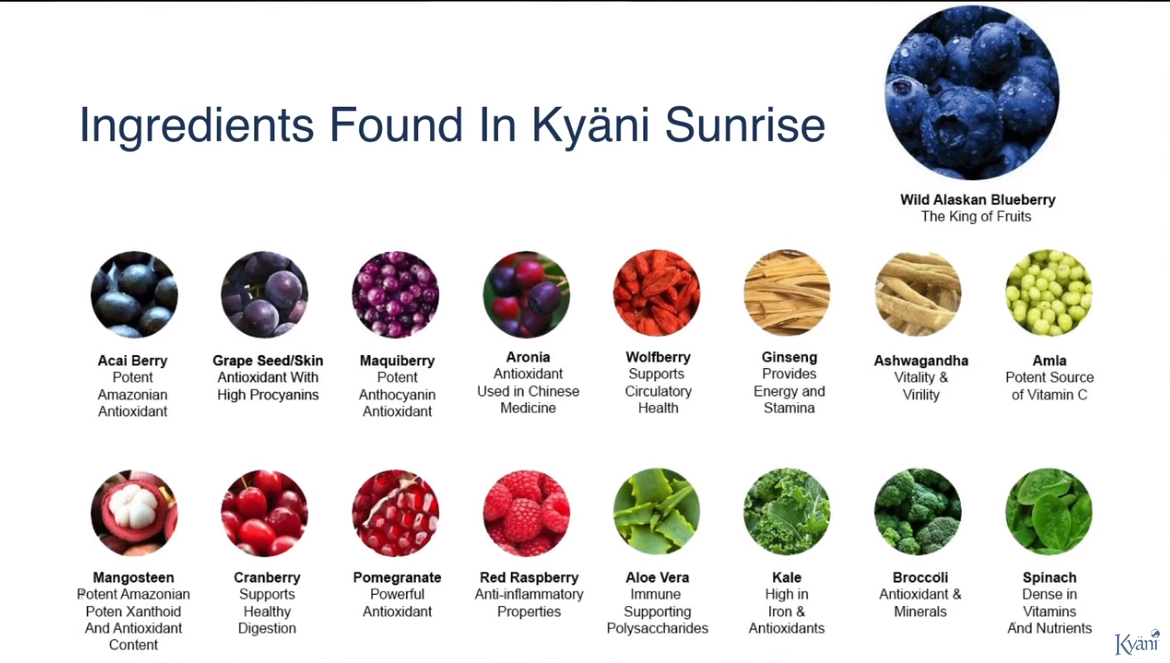 Ingredients Found In Kyäni Sunrise
Wild Alaskan Blueberry
The King of Fruits
Acai Berry
Potent
Amazonian
Antioxidant
Grape Seed/Skin
Antioxidant With
High Procyanins
Maquiberry
Potent
Anthocyanin
Antioxidant
Aronia
Antioxidant
Used in Chinese
Medicine
Wolfberry
Supports
Circulatory
Health
Ginseng
Provides
Energy and
Stamina
Ashwagandha
Vitality &
Virility
Amla
Potent Source
of Vitamin C
Mangosteen
Potent Amazonian
Poten Xanthoid
And Antioxidant
Content
Cranberry
Supports
Healthy
Digestion
Pomegranate
Powerful
Antioxidant
Red Raspberry
Anti-inflammatory
Properties
Aloe Vera
Immune
Supporting
Polysaccharides
Kale
High in
Iron &
Antioxidants
Broccoli
Antioxidant &
Minerals
Spinach
Dense in
Vitamins
And Nutrients
Kyäni